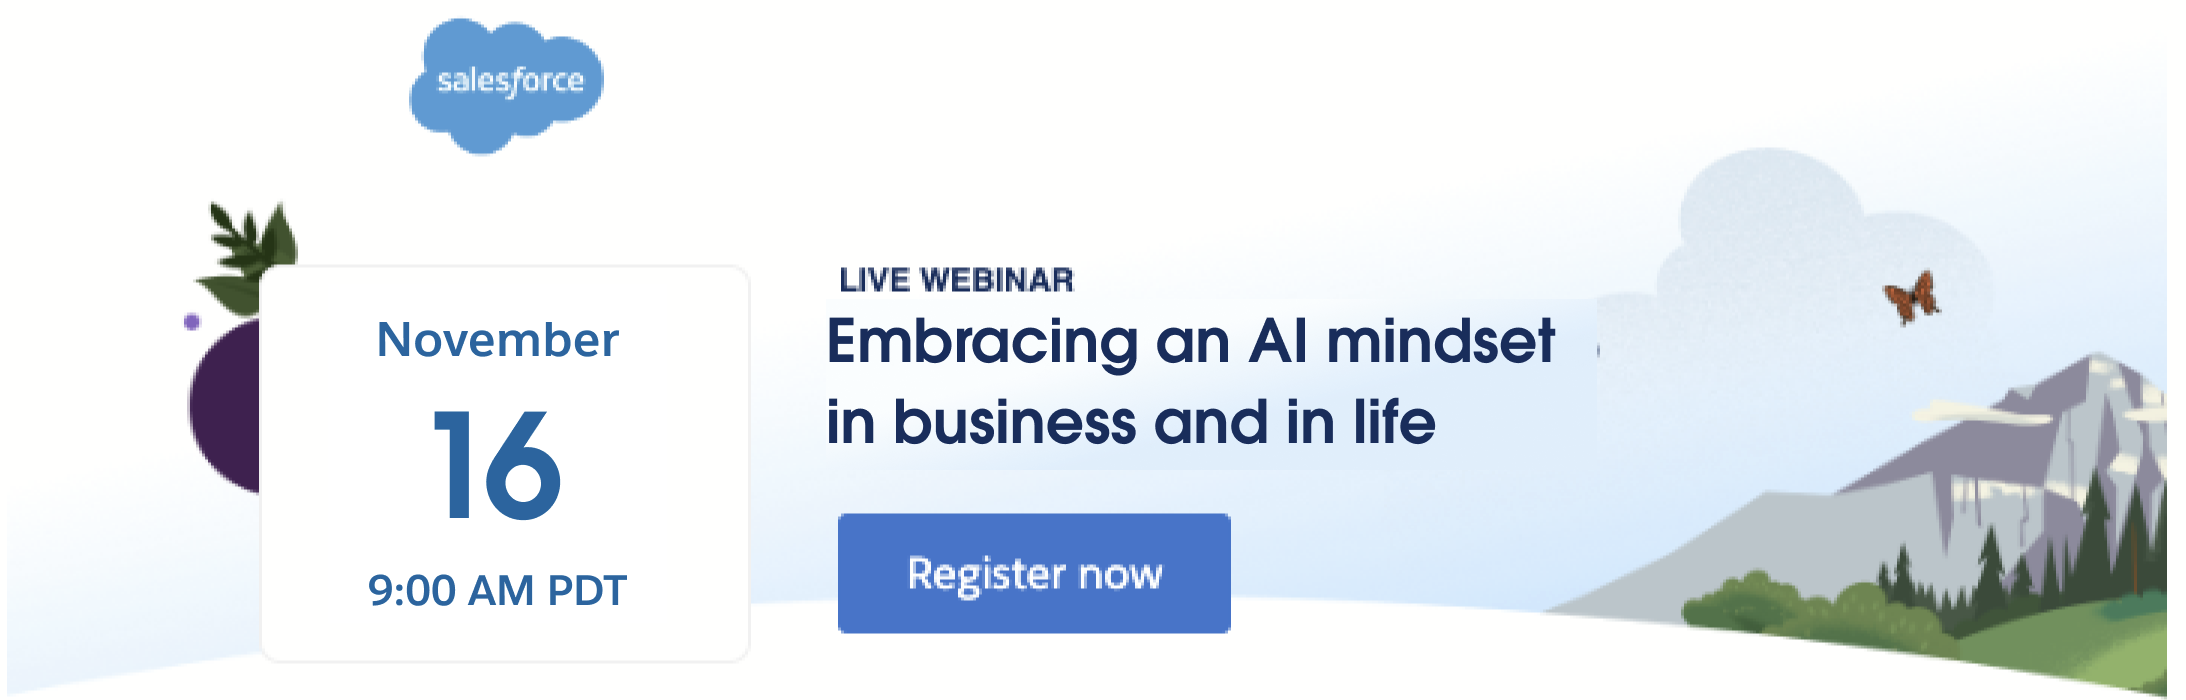 salesforce
November
16
9:00 AM PDT
LIVE WEBINAR
Embracing an AI mindset
in business and in life
Register now